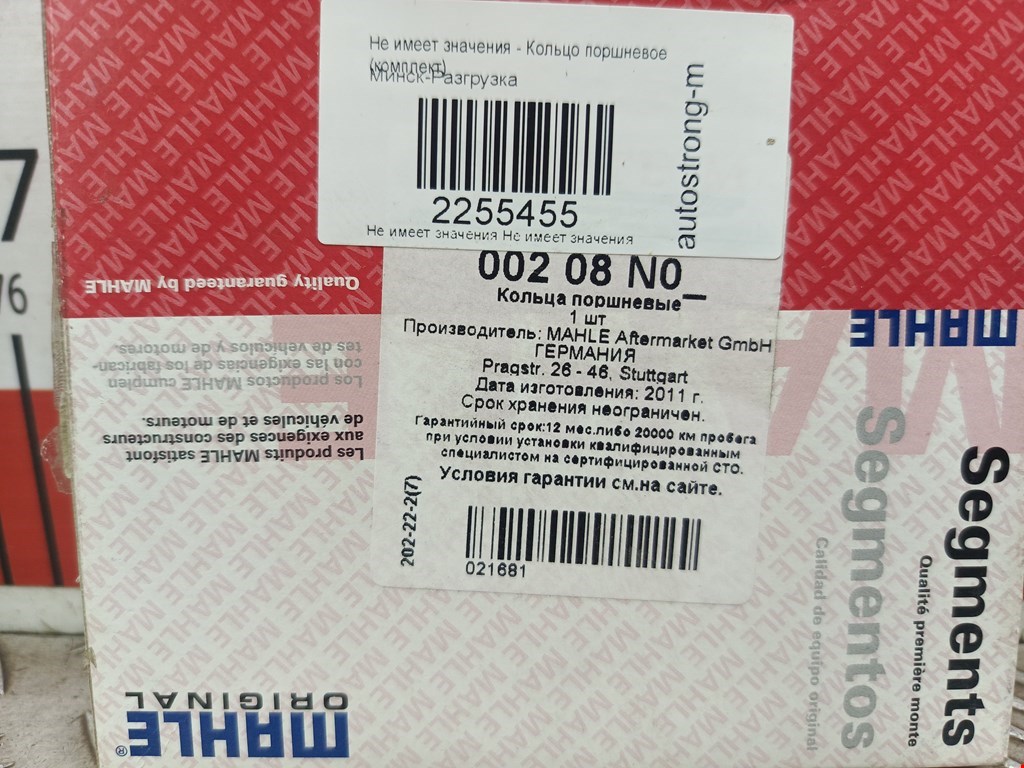 Не имеет значения - Кольцо поршневое
(комплект)
Минск-Разгрузка
2255455
Не имеет значения Не имеет значения
autostrong-m
002 08 N0_
Кольца поршневые
1 шт
Производитель: MAHLE Aftermarket GmbH
ГЕРМАНИЯ
Pragstr. 26 - 46, Stuttgart
Дата изготовления: 2011 г.
Срок хранения неограничен.
Гарантийный срок:12 мес.либо 20000 км пробега
при условии установки квалифицированным
специалистом на сертифицированной СТО.
Условия гарантии см.на сайте.
202-22-2(7)
021681
Quality guaranteed by MAHLE
Los productos MAHLE cumplen
con las exigencias de los fabrican-
tes de vehículos y de motores.
Les produits MAHLE satisfont
aux exigences des constructeurs
de véhicules et de moteurs.
MAHLE
Segmentos
Calidad de equipo original
Segments
Qualité première monte
MAHLE®
ORIGINAL
7
76